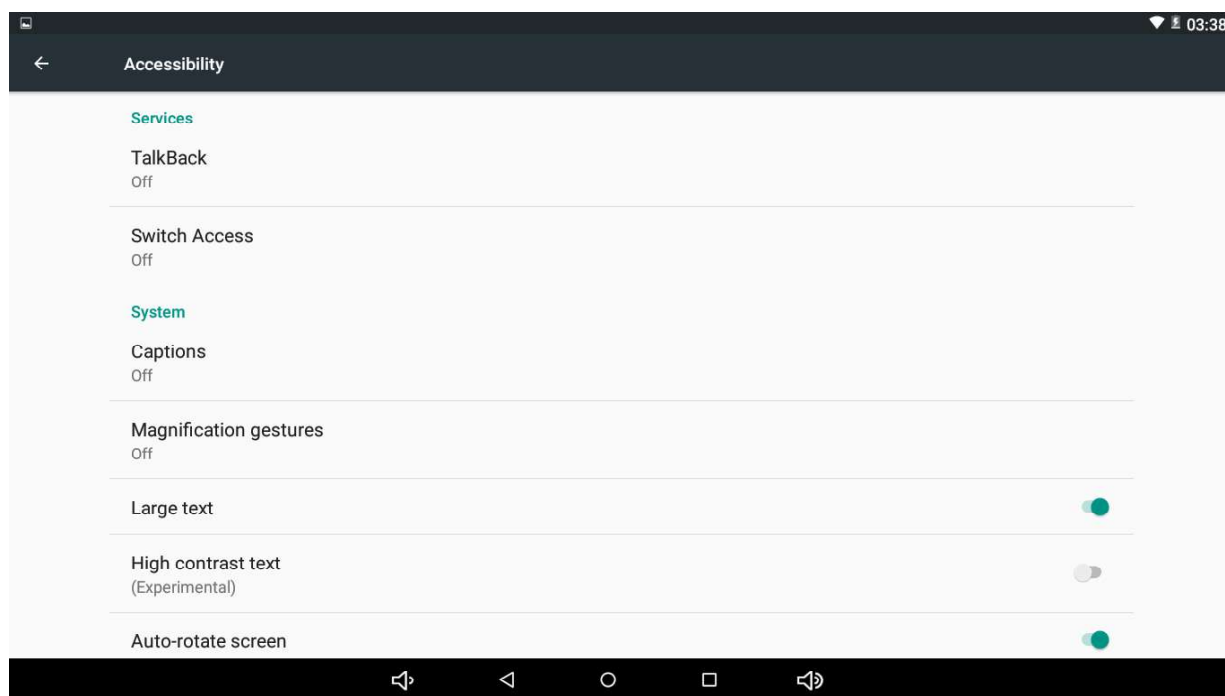 03:38
Accessibility
Services
TalkBack
Off
Switch Access
Off
System
Captions
Off
Magnification gestures
Off
Large text
High contrast text
(Experimental)
Auto-rotate screen